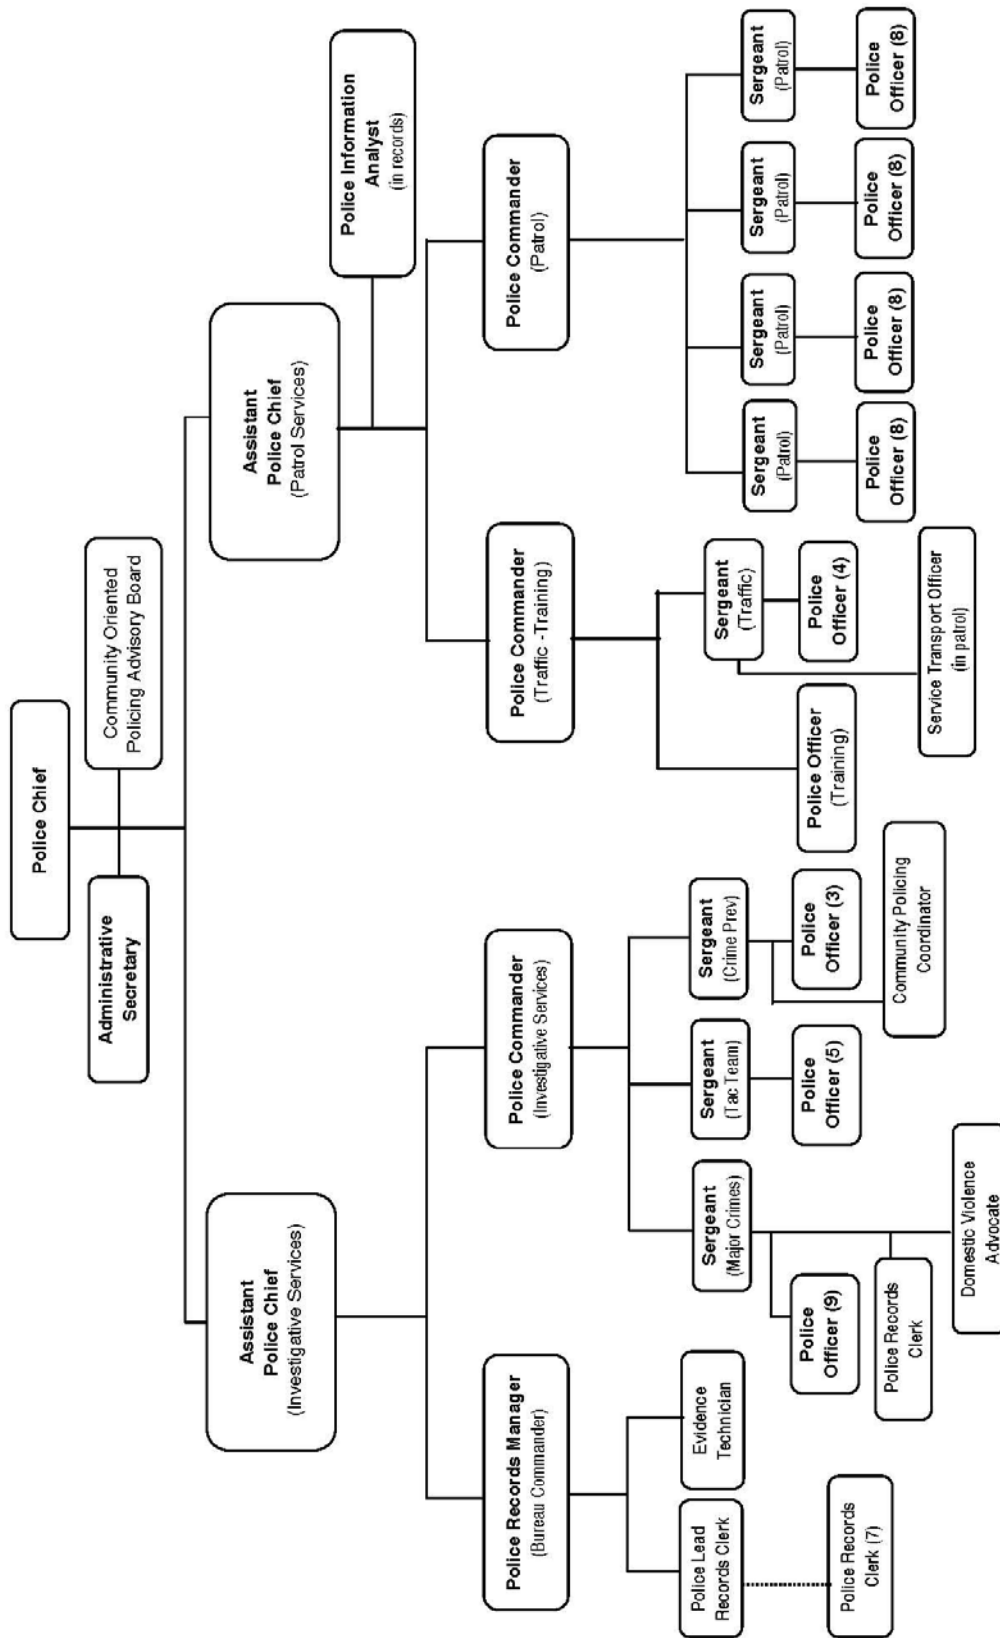 Police Chief
Administrative
Secretary
Community Oriented
Policing Advisory Board
Assistant
Police Chief
(Investigative Services)
Assistant
Police Chief
(Patrol Services)
Police Information
Analyst
(in records)
Police Records Manager
(Bureau Commander)
Police Commander
(Investigative Services)
Police Commander
(Traffic -Training)
Police Commander
(Patrol)
Police Lead
Records Clerk
Evidence
Technician
Sergeant
(Major Crimes)
Sergeant
(Tac Team)
Sergeant
(Crime Prev)
Sergeant
(Traffic)
Sergeant
(Patrol)
Sergeant
(Patrol)
Sergeant
(Patrol)
Sergeant
(Patrol)
Police Records
Clerk (7)
Police
Officer (9)
Police Records
Clerk
Domestic Violence
Advocate
Police
Officer (5)
Police
Officer (3)
Community Policing
Coordinator
Police Officer
(Training)
Police
Officer (4)
Service Transport Officer
(in patrol)
Police
Officer (8)
Police
Officer (8)
Police
Officer (8)
Police
Officer (8)